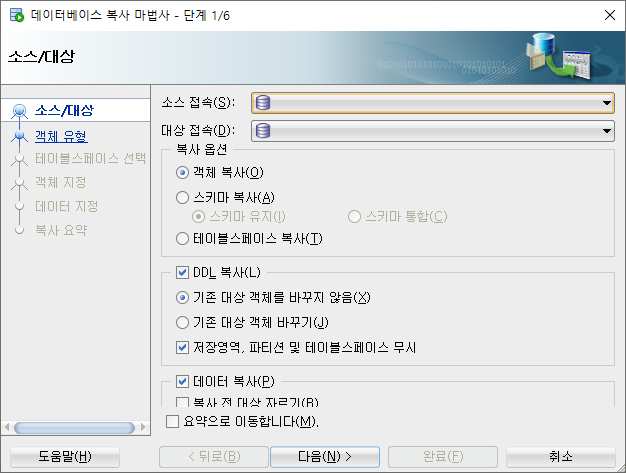 데이터베이스 복사 마법사 - 단계 1/6
소스/대상
소스/대상
객체 유형
테이블스페이스 선택
객체 지정
데이터 지정
복사 요약
소스 접속(S):
대상 접속(D):
복사 옵션
객체 복사(O)
스키마 복사(A)
스키마 유지(I) 스키마 통합(C)
테이블스페이스 복사(T)
DDL 복사(L)
기존 대상 객체를 바꾸지 않음(X)
기존 대상 객체 바꾸기(J)
저장영역, 파티션 및 테이블스페이스 무시
데이터 복사(P)
복사 전 대상 자르기(B)
요약으로 이동합니다(M).
도움말(H) < 뒤로(B) 다음(N) > 완료(F) 취소